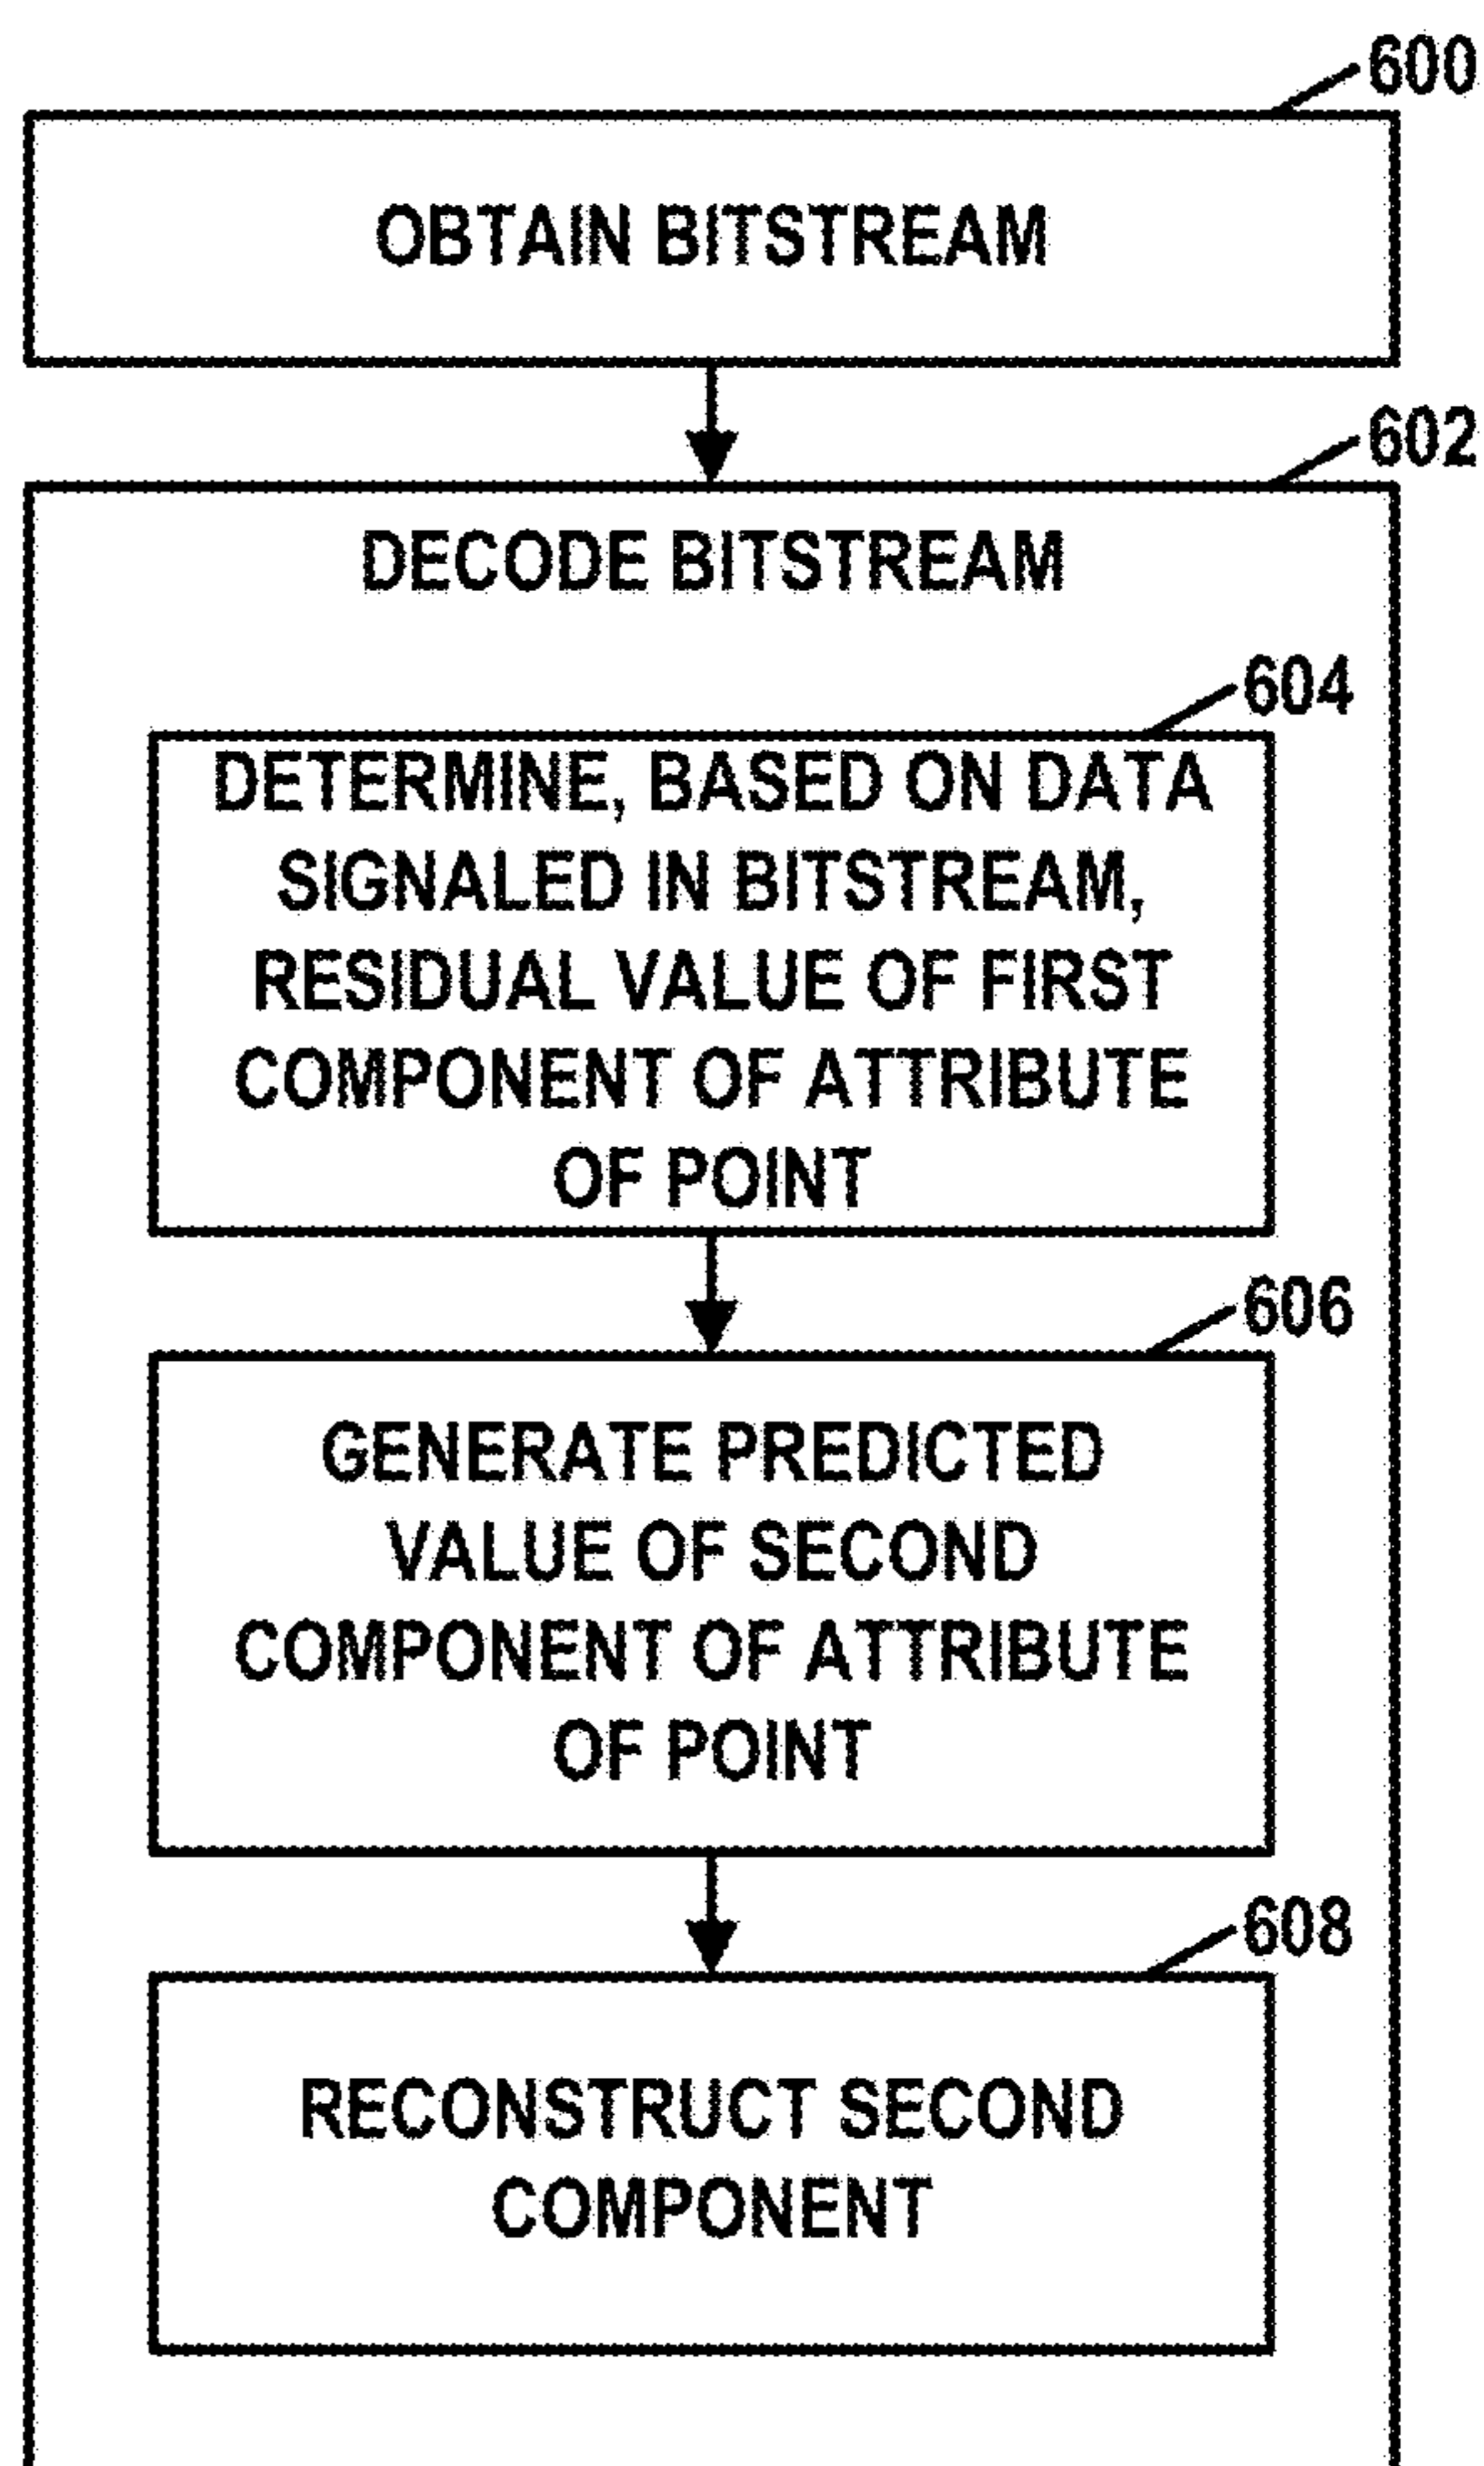 600
OBTAIN BITSTREAM
602
DECODE BITSTREAM
604
DETERMINE, BASED ON DATA
SIGNALED IN BITSTREAM,
RESIDUAL VALUE OF FIRST
COMPONENT OF ATTRIBUTE
OF POINT
606
GENERATE PREDICTED
VALUE OF SECOND
COMPONENT OF ATTRIBUTE
OF POINT
608
RECONSTRUCT SECOND
COMPONENT